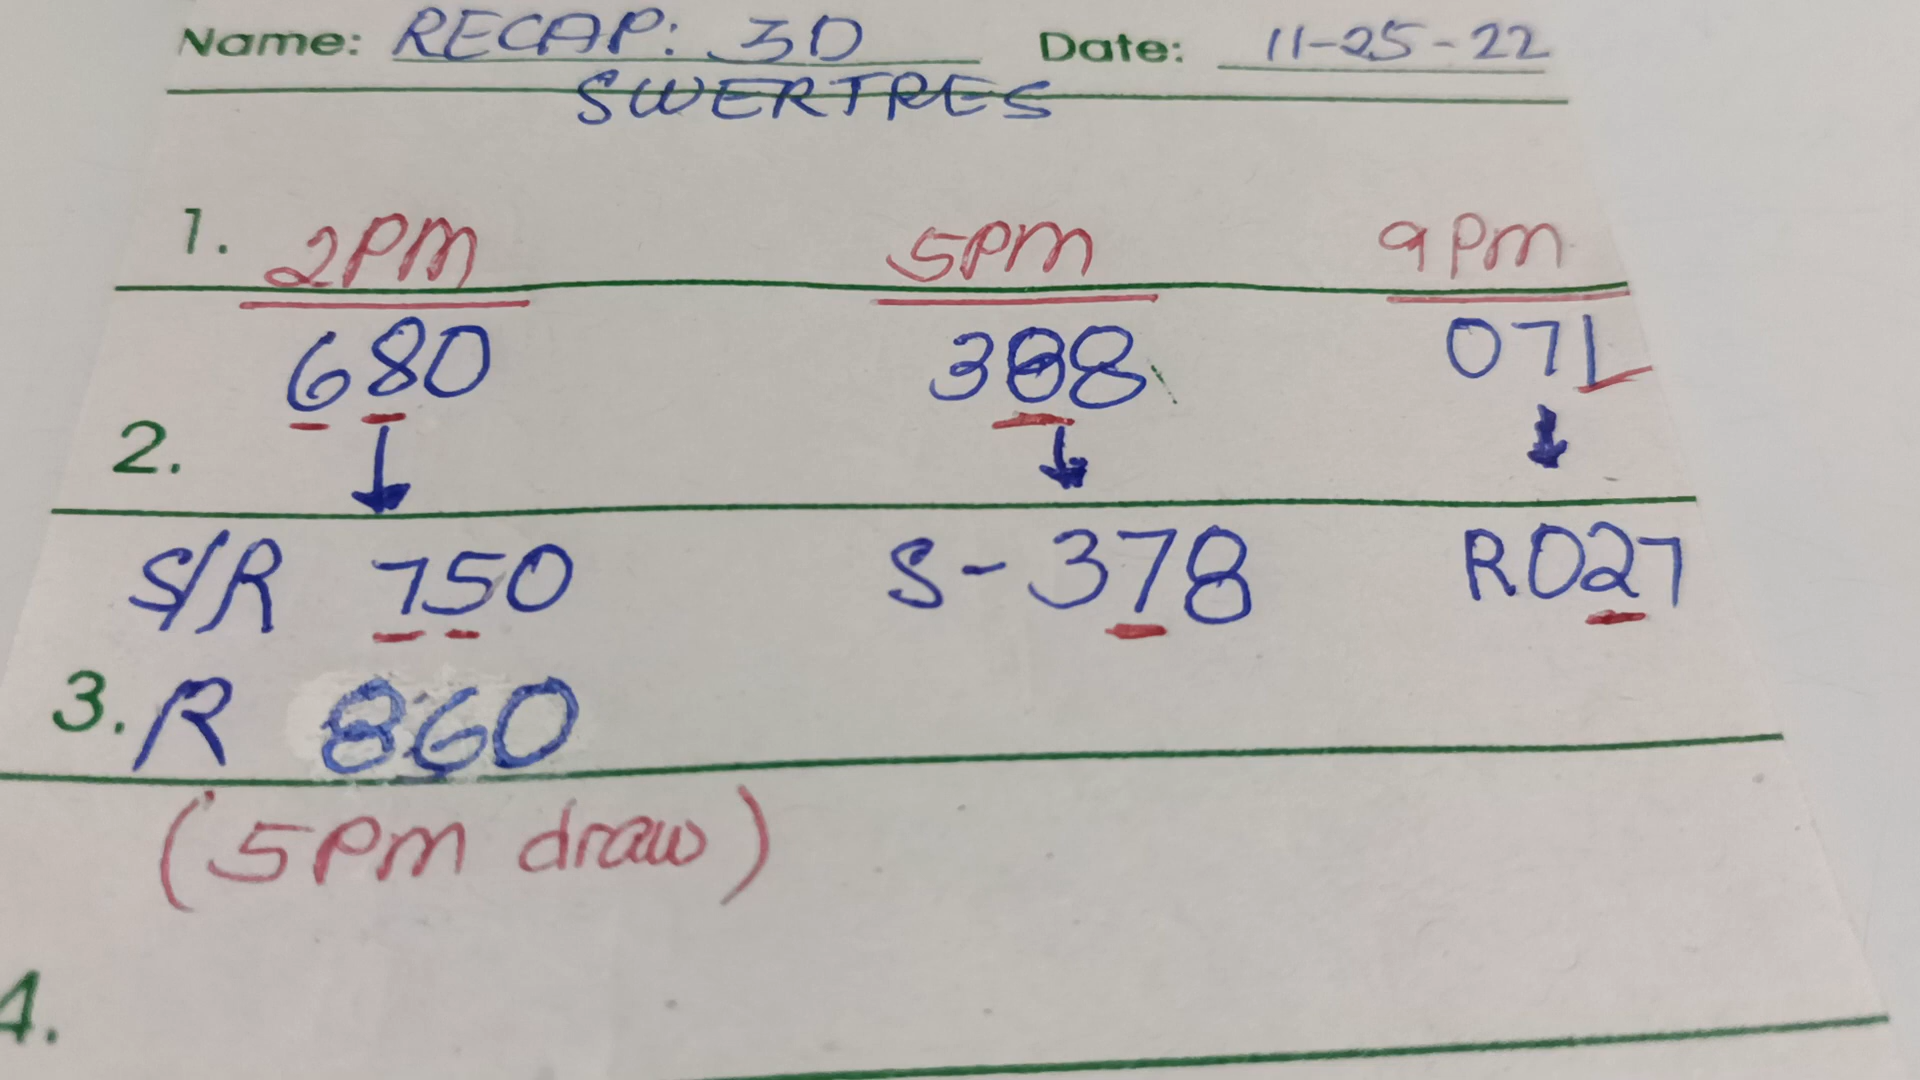 Name: RECAP: 3D Date: 11-25-22
SWERTRES
1. 2PM 5PM 9PM
680 388 071
2.
S/R 750 S-378 R027
3. R 860
(5PM draw)
4.